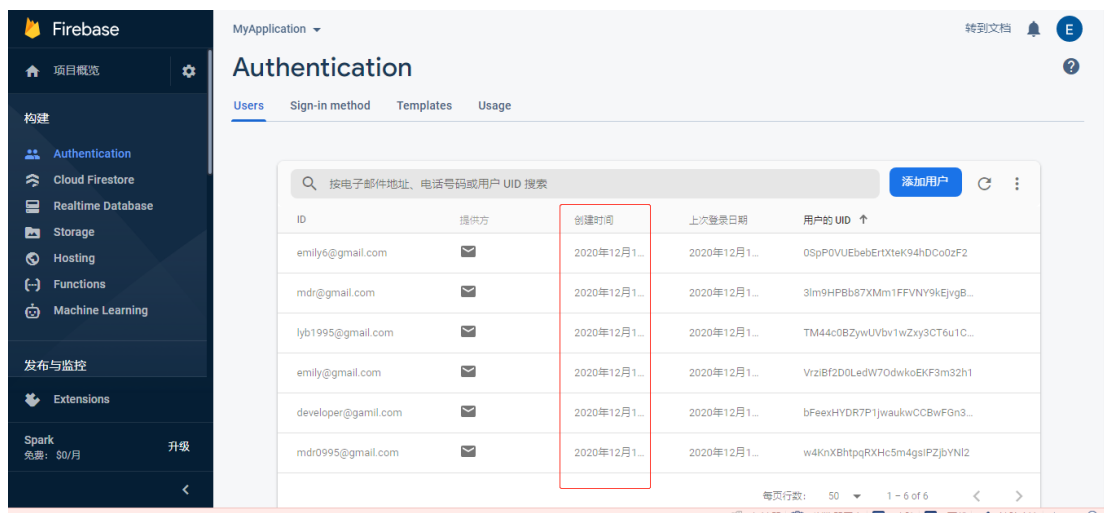 Firebase
MyApplication
转到文档
E
项目概览
Authentication
Users Sign-in method Templates Usage
构建
Authentication
Cloud Firestore
Realtime Database
Storage
Hosting
Functions
Machine Learning
发布与监控
Extensions
Spark
免费: $0/月
升级
按电子邮件地址、电话号码或用户 UID 搜索
添加用户
ID 提供方 创建时间 上次登录日期 用户的 UID
emily6@gmail.com 2020年12月1... 2020年12月1... 0SpP0VUEbebErtXteK94hDCo0zF2
mdr@gmail.com 2020年12月1... 2020年12月1... 3lm9HPBb87XMm1FFVNY9kEjvgB...
lyb1995@gmail.com 2020年12月1... 2020年12月1... TM44c0BZywUVbv1wZxy3CT6u1C...
emily@gmail.com 2020年12月1... 2020年12月1... VrziBf2D0LedW7OdwkoEKF3m32h1
developer@gamil.com 2020年12月1... 2020年12月1... bFeexHYDR7P1jwaukwCCBwFGn3...
mdr0995@gmail.com 2020年12月1... 2020年12月1... w4KnXBhtpqRXHc5m4gsIPZjbYNl2
每页行数: 50 1 – 6 of 6